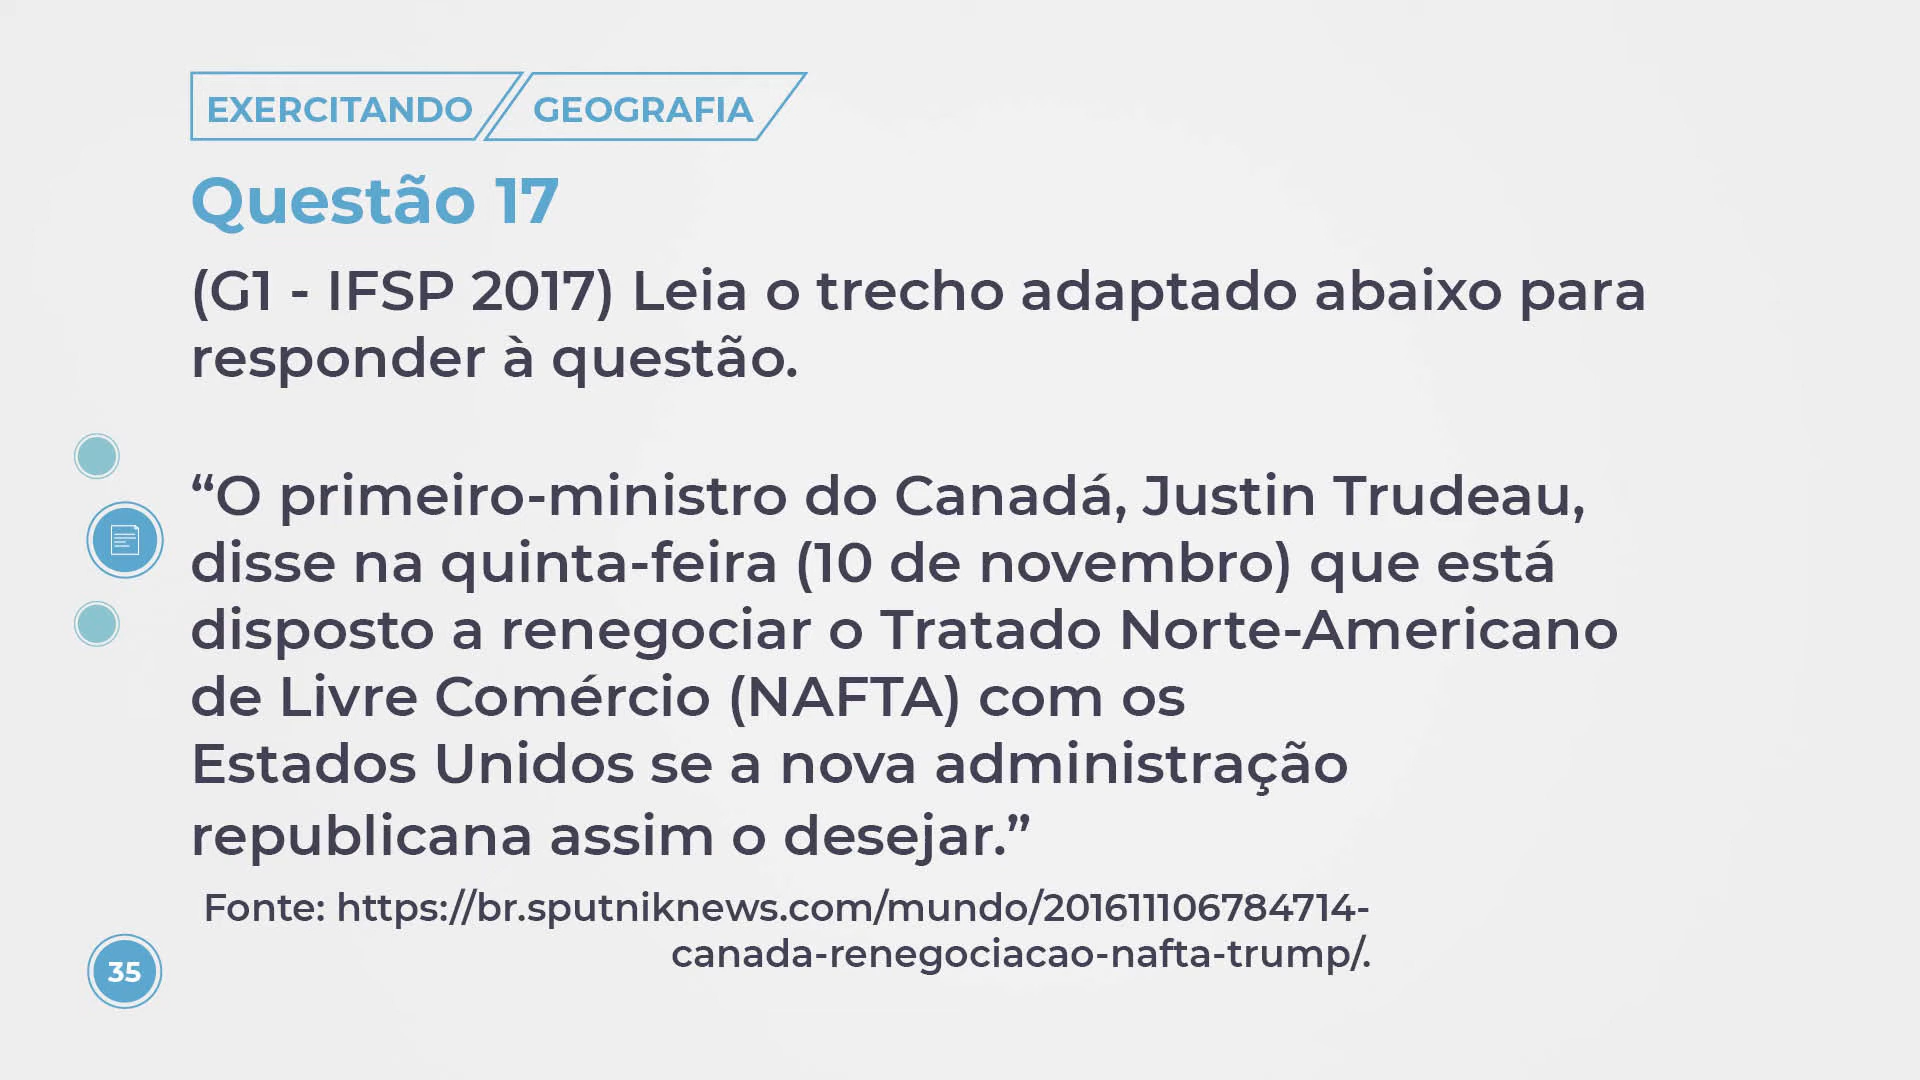 EXERCITANDO GEOGRAFIA
Questão 17
(G1 - IFSP 2017) Leia o trecho adaptado abaixo para
responder à questão.
“O primeiro-ministro do Canadá, Justin Trudeau,
disse na quinta-feira (10 de novembro) que está
disposto a renegociar o Tratado Norte-Americano
de Livre Comércio (NAFTA) com os
Estados Unidos se a nova administração
republicana assim o desejar.”
Fonte: https://br.sputniknews.com/mundo/201611106784714-
canada-renegociacao-nafta-trump/.
35